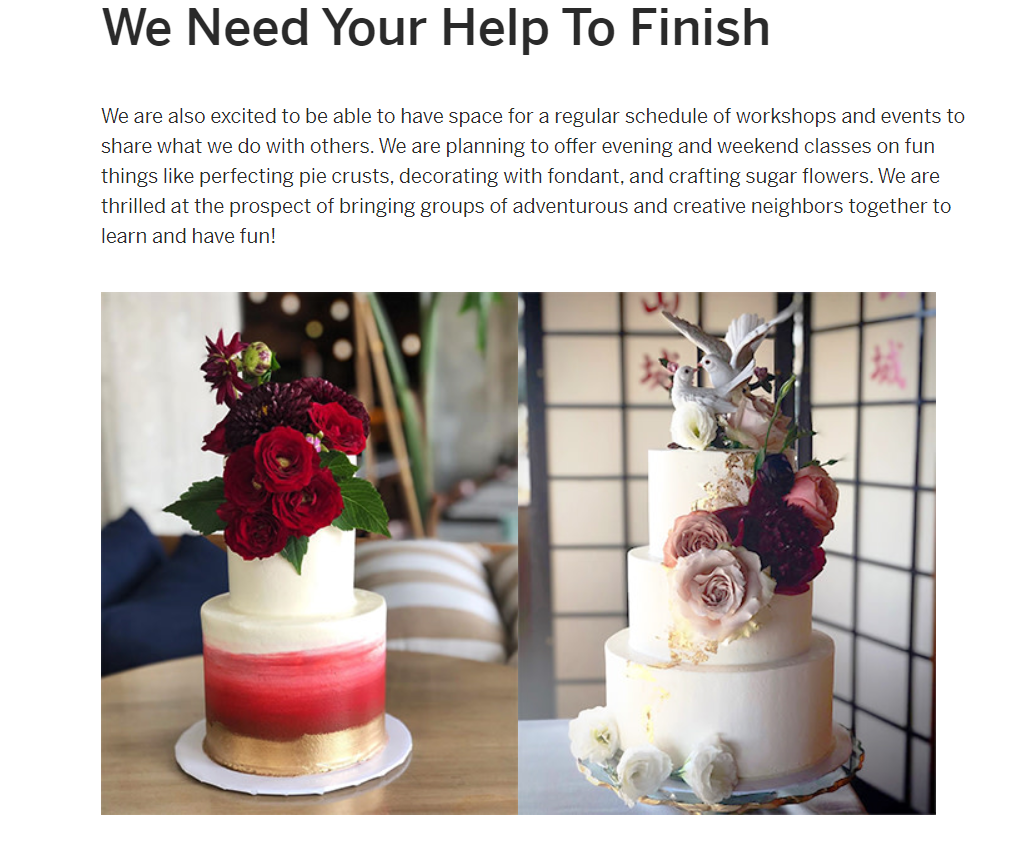 We Need Your Help To Finish
We are also excited to be able to have space for a regular schedule of workshops and events to
share what we do with others. We are planning to offer evening and weekend classes on fun
things like perfecting pie crusts, decorating with fondant, and crafting sugar flowers. We are
thrilled at the prospect of bringing groups of adventurous and creative neighbors together to
learn and have fun!
山
城
城